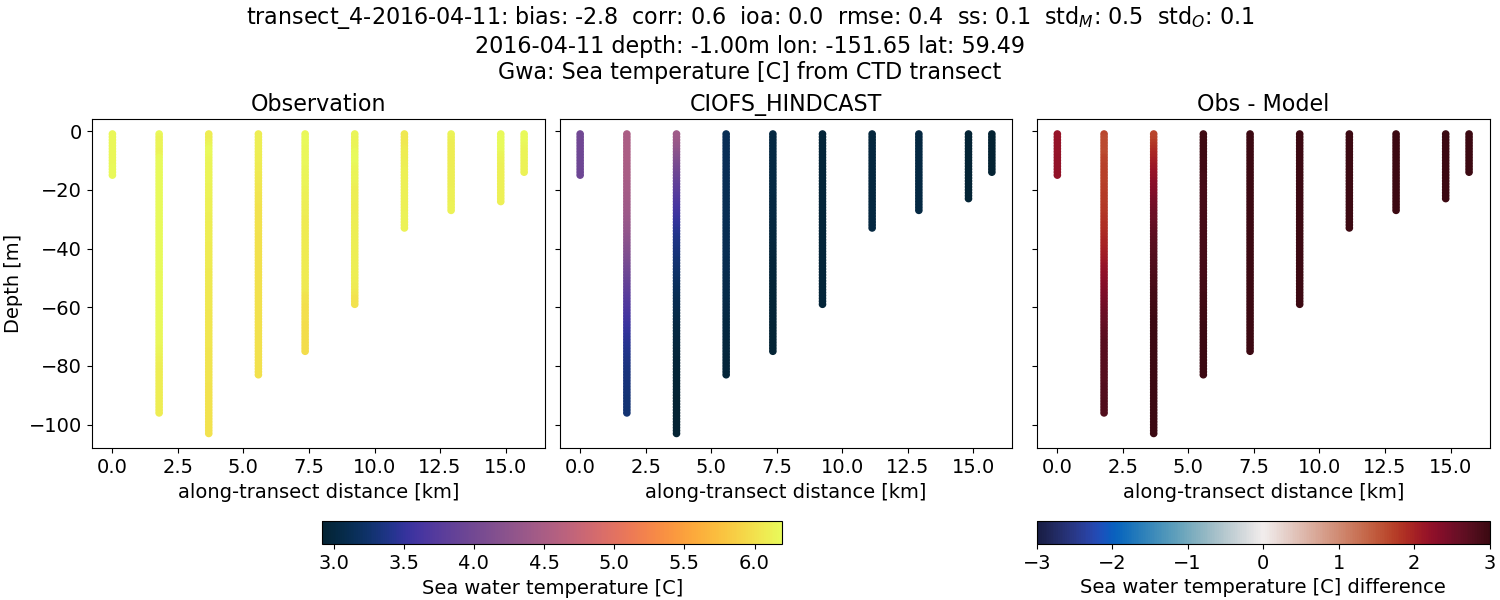 transect_4-2016-04-11: bias: -2.8 corr: 0.6 ioa: 0.0 rmse: 0.4 ss: 0.1 std_M: 0.5 std_O: 0.1
2016-04-11 depth: -1.00m lon: -151.65 lat: 59.49
Gwa: Sea temperature [C] from CTD transect
Observation
CIOFS_HINDCAST
Obs - Model
Depth [m]
0
−20
−40
−60
−80
−100
0.0 2.5 5.0 7.5 10.0 12.5 15.0
along-transect distance [km]
0.0 2.5 5.0 7.5 10.0 12.5 15.0
along-transect distance [km]
0.0 2.5 5.0 7.5 10.0 12.5 15.0
along-transect distance [km]
3.0 3.5 4.0 4.5 5.0 5.5 6.0
Sea water temperature [C]
−3 −2 −1 0 1 2 3
Sea water temperature [C] difference